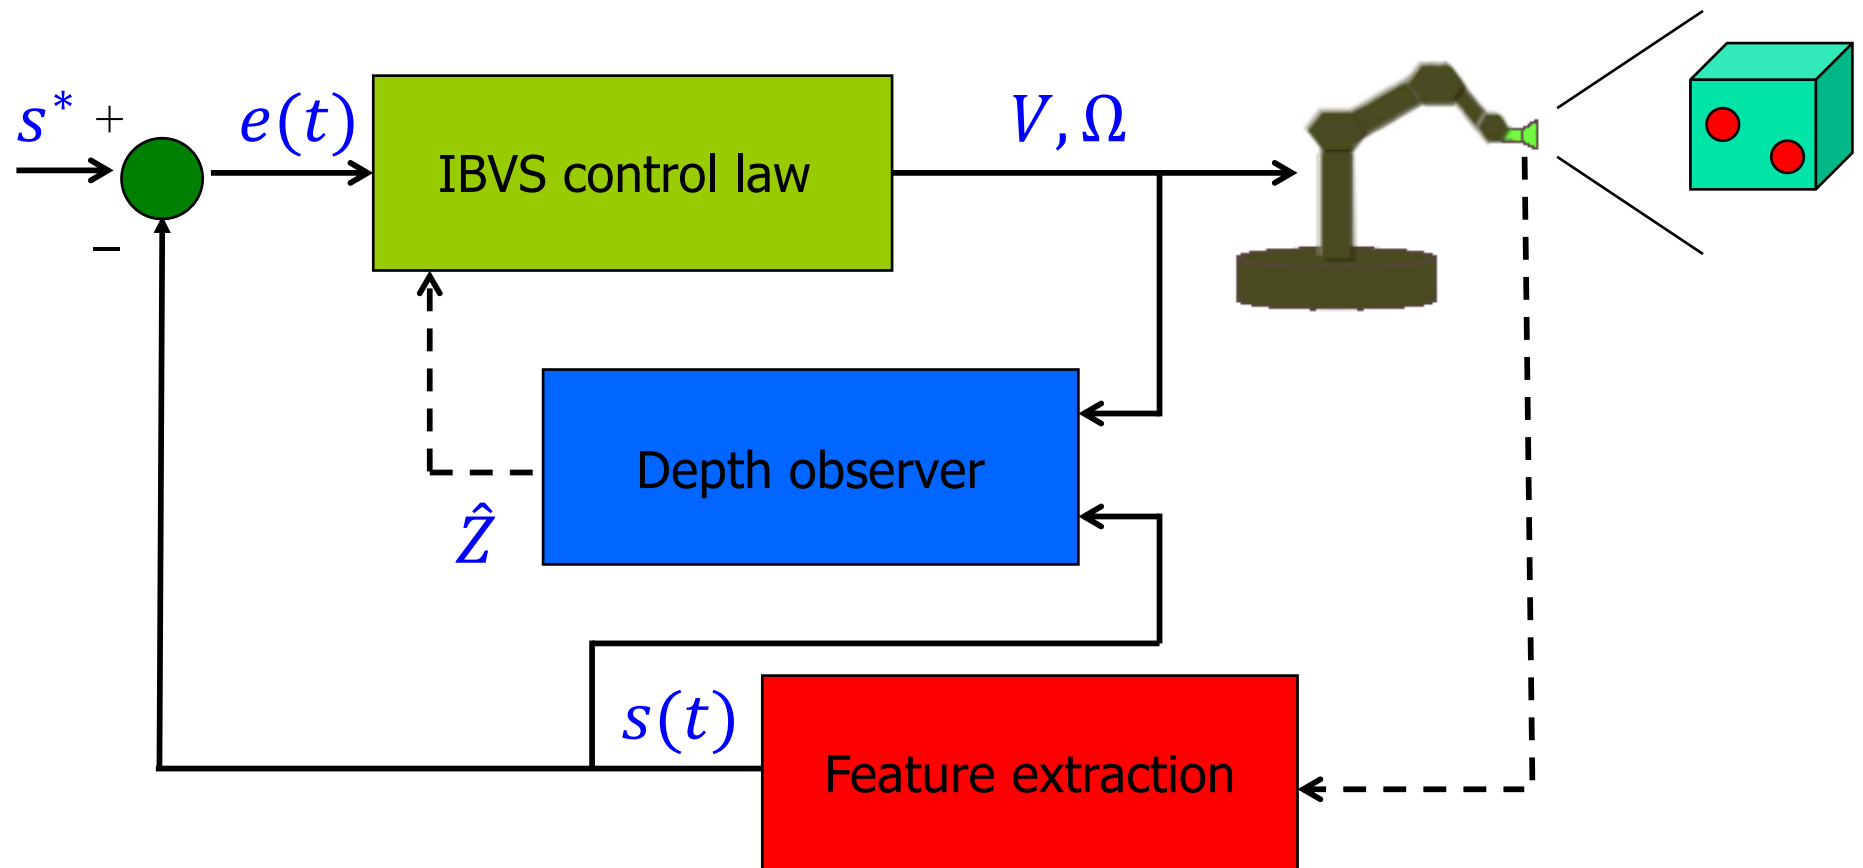 s* +
e(t)
V, Ω
IBVS control law
−
Depth observer
Ẑ
s(t)
Feature extraction